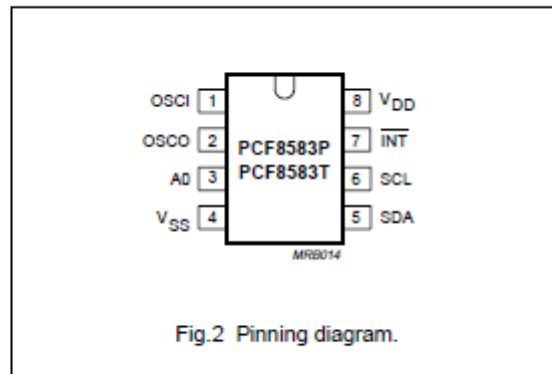 OSCI 1 8 VDD
OSCO 2 PCF8583P 7 INT
A0 3 PCF8583T 6 SCL
VSS 4 5 SDA
MRB014
Fig.2 Pinning diagram.